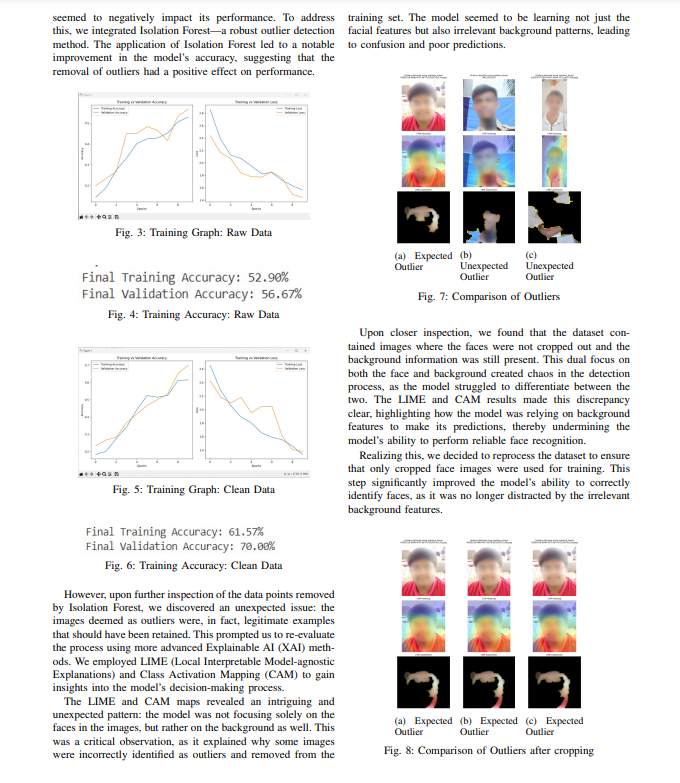 seemed to negatively impact its performance. To address
this, we integrated Isolation Forest—a robust outlier detection
method. The application of Isolation Forest led to a notable
improvement in the model's accuracy, suggesting that the
removal of outliers had a positive effect on performance.
Training vs Validation Accuracy
Training vs Validation Loss
Training Accuracy
Validation Accuracy
Training Loss
Validation Loss
Epochs
Epochs
Fig. 3: Training Graph: Raw Data
Final Training Accuracy: 52.90%
Final Validation Accuracy: 56.67%
Fig. 4: Training Accuracy: Raw Data
Training vs Validation Accuracy
Training vs Validation Loss
Training Accuracy
Validation Accuracy
Training Loss
Validation Loss
Epochs
Epochs
Fig. 5: Training Graph: Clean Data
Final Training Accuracy: 61.57%
Final Validation Accuracy: 70.00%
Fig. 6: Training Accuracy: Clean Data
However, upon further inspection of the data points removed
by Isolation Forest, we discovered an unexpected issue: the
images deemed as outliers were, in fact, legitimate examples
that should have been retained. This prompted us to re-evaluate
the process using more advanced Explainable AI (XAI) meth-
ods. We employed LIME (Local Interpretable Model-agnostic
Explanations) and Class Activation Mapping (CAM) to gain
insights into the model's decision-making process.
The LIME and CAM maps revealed an intriguing and
unexpected pattern: the model was not focusing solely on the
faces in the images, but rather on the background as well. This
was a critical observation, as it explained why some images
were incorrectly identified as outliers and removed from the
training set. The model seemed to be learning not just the
facial features but also irrelevant background patterns, leading
to confusion and poor predictions.
(a) Expected
Outlier
(b)
Unexpected
Outlier
(c)
Unexpected
Outlier
Fig. 7: Comparison of Outliers
Upon closer inspection, we found that the dataset con-
tained images where the faces were not cropped out and the
background information was still present. This dual focus on
both the face and background created chaos in the detection
process, as the model struggled to differentiate between the
two. The LIME and CAM results made this discrepancy
clear, highlighting how the model was relying on background
features to make its predictions, thereby undermining the
model's ability to perform reliable face recognition.
Realizing this, we decided to reprocess the dataset to ensure
that only cropped face images were used for training. This
step significantly improved the model's ability to correctly
identify faces, as it was no longer distracted by the irrelevant
background features.
(a) Expected
Outlier
(b) Expected
Outlier
(c) Expected
Outlier
Fig. 8: Comparison of Outliers after cropping